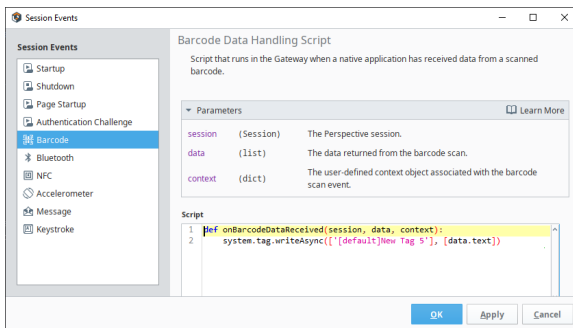 Session Events
Session Events
Startup
Shutdown
Page Startup
Authentication Challenge
Barcode
Bluetooth
NFC
Accelerometer
Message
Keystroke
Barcode Data Handling Script
Script that runs in the Gateway when a native application has received data from a scanned
barcode.
Parameters
Learn More
session (Session) The Perspective session.
data (list) The data returned from the barcode scan.
context (dict) The user-defined context object associated with the barcode
scan event.
Script
1 def onBarcodeDataReceived(session, data, context):
2 system.tag.writeAsync(['[default]New Tag 5'], [data.text])
OK Apply Cancel